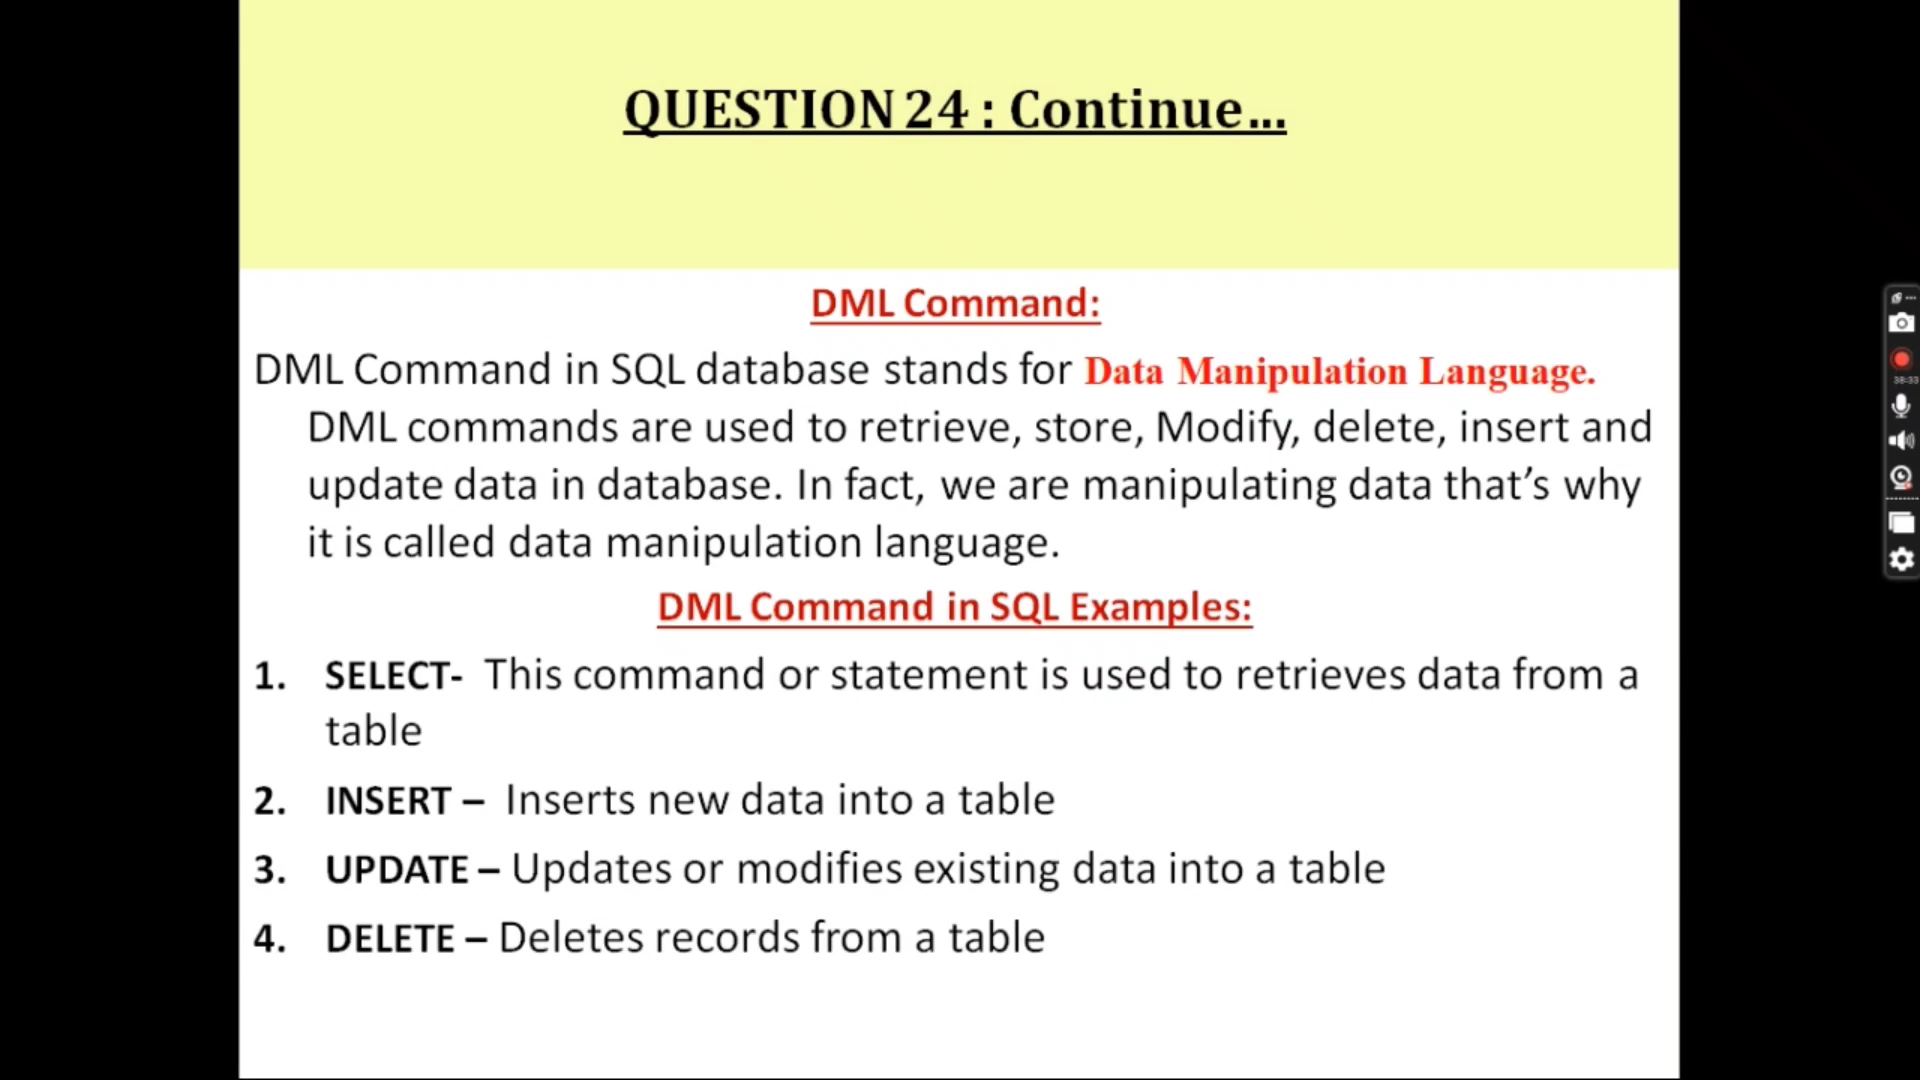 QUESTION 24 : Continue...
DML Command:
DML Command in SQL database stands for Data Manipulation Language.
DML commands are used to retrieve, store, Modify, delete, insert and
update data in database. In fact, we are manipulating data that’s why
it is called data manipulation language.
DML Command in SQL Examples:
1. SELECT- This command or statement is used to retrieves data from a
table
2. INSERT – Inserts new data into a table
3. UPDATE – Updates or modifies existing data into a table
4. DELETE – Deletes records from a table
38:33